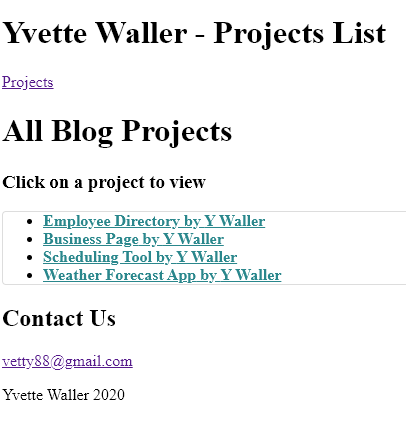 Yvette Waller - Projects List
Projects
All Blog Projects
Click on a project to view
Employee Directory by Y Waller
Business Page by Y Waller
Scheduling Tool by Y Waller
Weather Forecast App by Y Waller
Contact Us
vetty88@gmail.com
Yvette Waller 2020